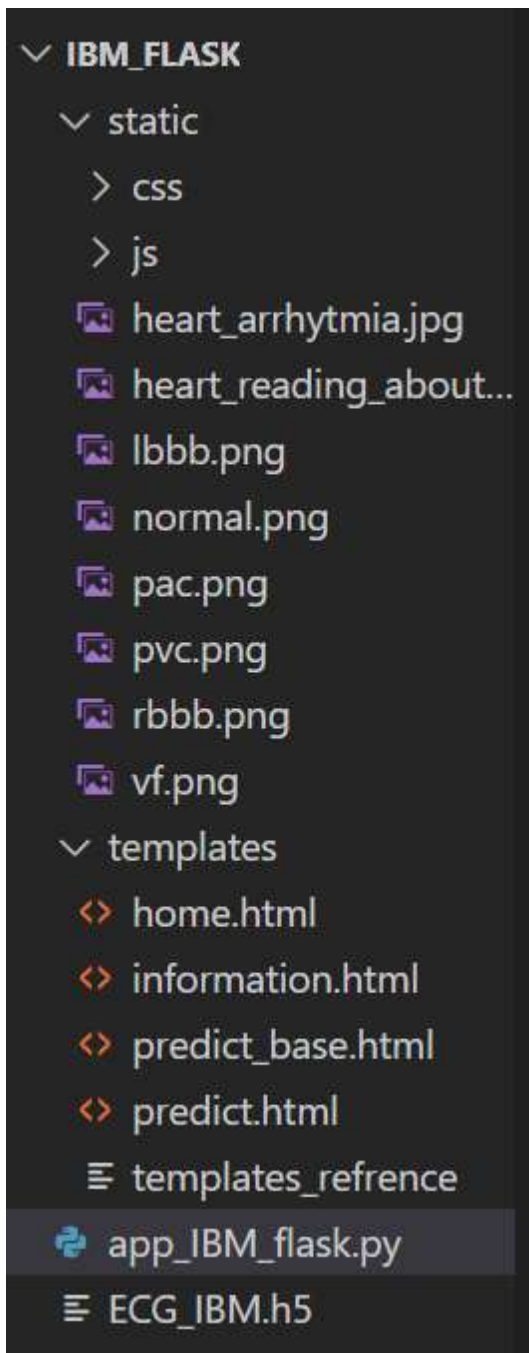 IBM_FLASK
static
css
js
heart_arrhytmia.jpg
heart_reading_about...
lbbb.png
normal.png
pac.png
pvc.png
rbbb.png
vf.png
templates
home.html
information.html
predict_base.html
predict.html
templates_refrence
app_IBM_flask.py
ECG_IBM.h5